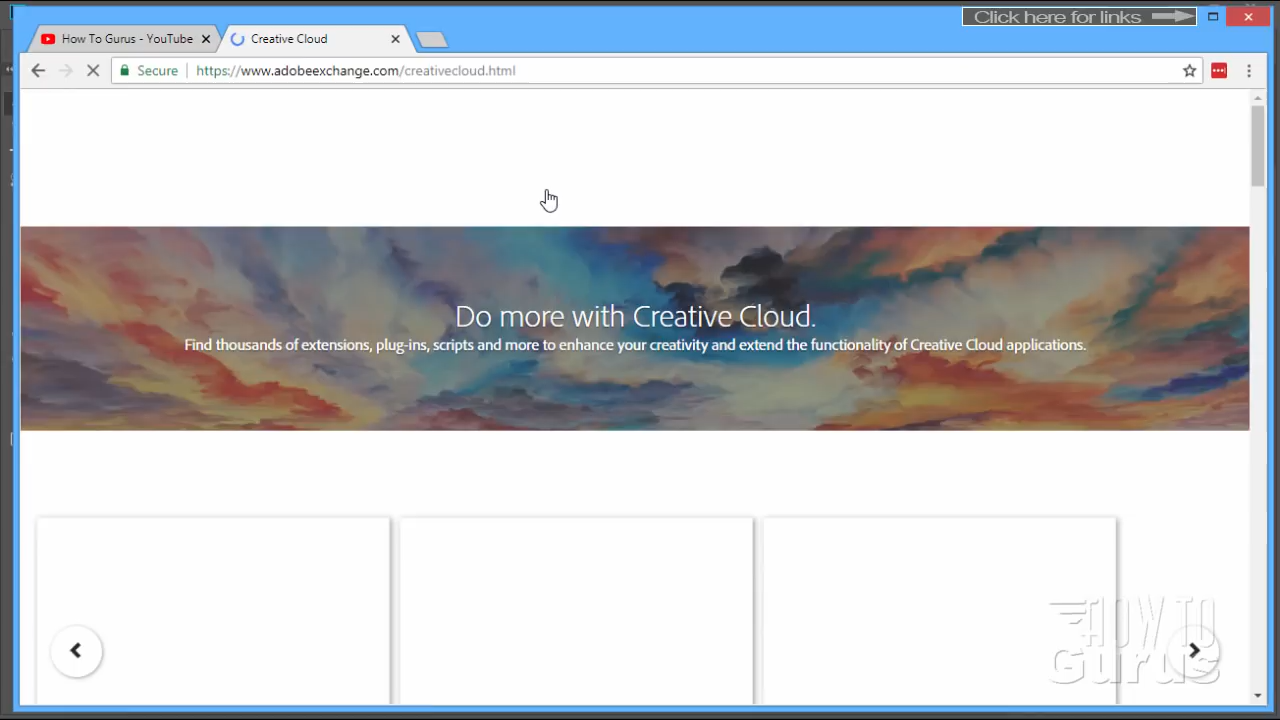 Click here for links
How To Gurus - YouTube
Creative Cloud
Secure
https://www.adobeexchange.com/creativecloud.html
Do more with Creative Cloud.
Find thousands of extensions, plug-ins, scripts and more to enhance your creativity and extend the functionality of Creative Cloud applications.
HOW TO
Gurus